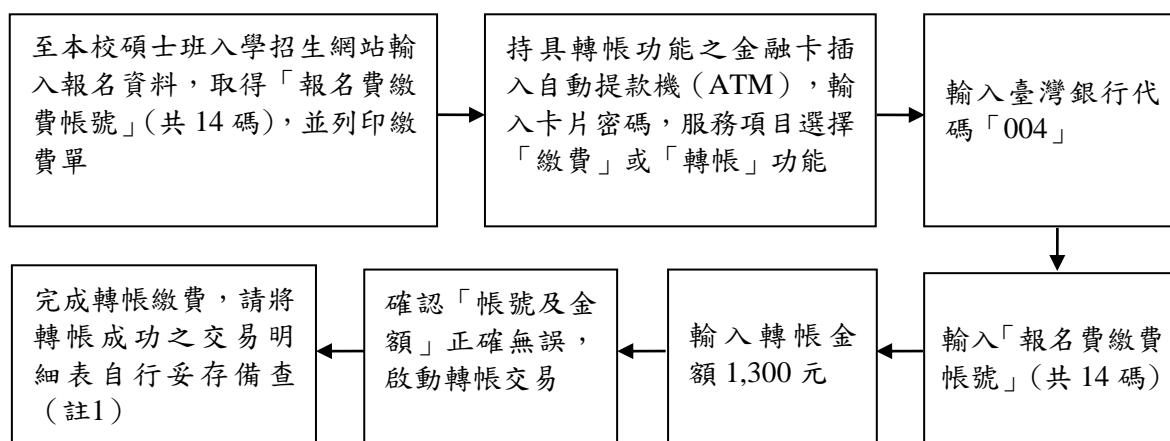 至本校碩士班入學招生網站輸
入報名資料，取得「報名費繳
費帳號」（共 14 碼），並列印繳
費單
持具轉帳功能之金融卡插
入自動提款機（ATM），輸
入卡片密碼，服務項目選擇
「繳費」或「轉帳」功能
輸入臺灣銀行代
碼「004」
輸入「報名費繳費
帳號」（共 14 碼）
輸入轉帳金
額 1,300 元
確認「帳號及金
額」正確無誤，
啟動轉帳交易
完成轉帳繳費，請將
轉帳成功之交易明
細表自行妥存備查
（註1）